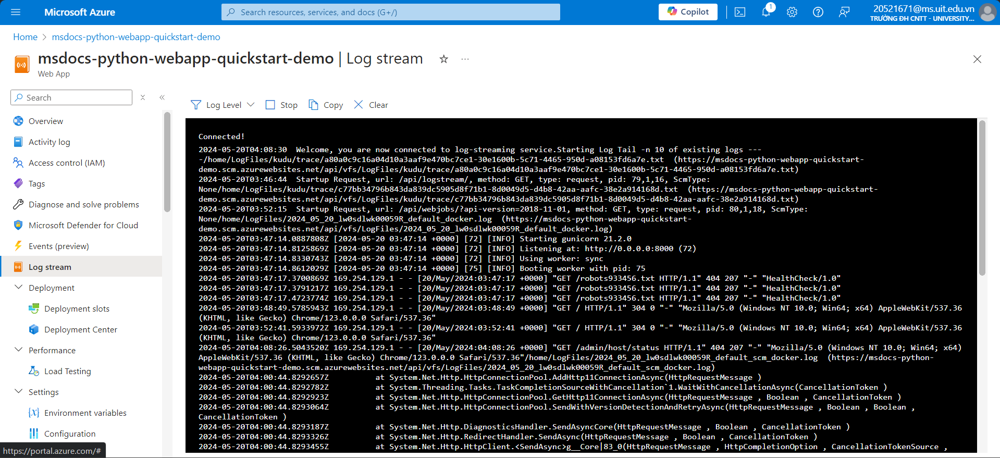 Microsoft Azure
Search resources, services, and docs (G+/)
Copilot
1
20521671@ms.uit.edu.vn
TRƯỜNG ĐH CNTT - UNIVERSITY...
Home > msdocs-python-webapp-quickstart-demo
msdocs-python-webapp-quickstart-demo | Log stream
Web App
Search
Overview
Activity log
Access control (IAM)
Tags
Diagnose and solve problems
Microsoft Defender for Cloud
Events (preview)
Log stream
Deployment
Deployment slots
Deployment Center
Performance
Load Testing
Settings
Environment variables
Configuration
https://portal.azure.com/#
Log Level
Stop
Copy
Clear
Connected!
2024-05-20T04:08:30  Welcome, you are now connected to log-streaming service.Starting Log Tail -n 10 of existing logs ---
-/home/LogFiles/kudu/trace/a80a0c9c16a04d10a3aaf9e470bc7ce1-30e1600b-5c71-4465-950d-a08153fd6a7e.txt  (https://msdocs-python-webapp-quickstart-
demo.scm.azurewebsites.net/api/vfs/LogFiles/kudu/trace/a80a0c9c16a04d10a3aaf9e470bc7ce1-30e1600b-5c71-4465-950d-a08153fd6a7e.txt)
2024-05-20T03:46:44  Startup Request, url: /api/logstream/, method: GET, type: request, pid: 79,1,16, ScmType:
None/home/LogFiles/kudu/trace/c77bb34796b843da839dc5905d8f71b1-8d0049d5-d4b8-42aa-aafc-38e2a914168d.txt  (https://msdocs-python-webapp-quickstart-
demo.scm.azurewebsites.net/api/vfs/LogFiles/kudu/trace/c77bb34796b843da839dc5905d8f71b1-8d0049d5-d4b8-42aa-aafc-38e2a914168d.txt)
2024-05-20T03:52:15  Startup Request, url: /api/webjobs/?api-version=2018-11-01, method: GET, type: request, pid: 80,1,18, ScmType:
None/home/LogFiles/2024_05_20_lw0sdlwk00059R_default_docker.log  (https://msdocs-python-webapp-quickstart-
demo.scm.azurewebsites.net/api/vfs/LogFiles/2024_05_20_lw0sdlwk00059R_default_docker.log)
2024-05-20T03:47:14.0887808Z [2024-05-20 03:47:14 +0000] [72] [INFO] Starting gunicorn 21.2.0
2024-05-20T03:47:14.8125869Z [2024-05-20 03:47:14 +0000] [72] [INFO] Listening at: http://0.0.0.0:8000 (72)
2024-05-20T03:47:14.8330743Z [2024-05-20 03:47:14 +0000] [72] [INFO] Using worker: sync
2024-05-20T03:47:14.8612029Z [2024-05-20 03:47:14 +0000] [75] [INFO] Booting worker with pid: 75
2024-05-20T03:47:17.3700869Z 169.254.129.1 - - [20/May/2024:03:47:17 +0000] "GET /robots933456.txt HTTP/1.1" 404 207 "-" "HealthCheck/1.0"
2024-05-20T03:47:17.3791217Z 169.254.129.1 - - [20/May/2024:03:47:17 +0000] "GET /robots933456.txt HTTP/1.1" 404 207 "-" "HealthCheck/1.0"
2024-05-20T03:47:17.4723774Z 169.254.129.1 - - [20/May/2024:03:47:17 +0000] "GET /robots933456.txt HTTP/1.1" 404 207 "-" "HealthCheck/1.0"
2024-05-20T03:48:49.5785943Z 169.254.129.1 - - [20/May/2024:03:48:49 +0000] "GET / HTTP/1.1" 304 0 "-" "Mozilla/5.0 (Windows NT 10.0; Win64; x64) AppleWebKit/537.36
(KHTML, like Gecko) Chrome/123.0.0.0 Safari/537.36"
2024-05-20T03:52:41.5933972Z 169.254.129.1 - - [20/May/2024:03:52:41 +0000] "GET / HTTP/1.1" 304 0 "-" "Mozilla/5.0 (Windows NT 10.0; Win64; x64) AppleWebKit/537.36
(KHTML, like Gecko) Chrome/123.0.0.0 Safari/537.36"
2024-05-20T04:08:26.5043520Z 169.254.129.1 - - [20/May/2024:04:08:26 +0000] "GET /admin/host/status HTTP/1.1" 404 207 "-" "Mozilla/5.0 (Windows NT 10.0; Win64; x64)
AppleWebKit/537.36 (KHTML, like Gecko) Chrome/123.0.0.0 Safari/537.36"/home/LogFiles/2024_05_20_lw0sdlwk00059R_default_scm_docker.log  (https://msdocs-python-
webapp-quickstart-demo.scm.azurewebsites.net/api/vfs/LogFiles/2024_05_20_lw0sdlwk00059R_default_scm_docker.log)
2024-05-20T04:00:44.8292657Z          at System.Net.Http.HttpConnectionPool.AddHttp11ConnectionAsync(HttpRequestMessage )
2024-05-20T04:00:44.8292782Z          at System.Threading.Tasks.TaskCompletionSourceWithCancellation`1.WaitWithCancellationAsync(CancellationToken )
2024-05-20T04:00:44.8292923Z          at System.Net.Http.HttpConnectionPool.GetHttp11ConnectionAsync(HttpRequestMessage , Boolean , CancellationToken )
2024-05-20T04:00:44.8293064Z          at System.Net.Http.HttpConnectionPool.SendWithVersionDetectionAndRetryAsync(HttpRequestMessage , Boolean , Boolean ,
CancellationToken )
2024-05-20T04:00:44.8293187Z          at System.Net.Http.DiagnosticsHandler.SendAsyncCore(HttpRequestMessage , Boolean , CancellationToken )
2024-05-20T04:00:44.8293326Z          at System.Net.Http.RedirectHandler.SendAsync(HttpRequestMessage , Boolean , CancellationToken )
2024-05-20T04:00:44.8293455Z          at System.Net.Http.HttpClient.<SendAsync>g__Core|83_0(HttpRequestMessage , HttpCompletionOption , CancellationTokenSource ,